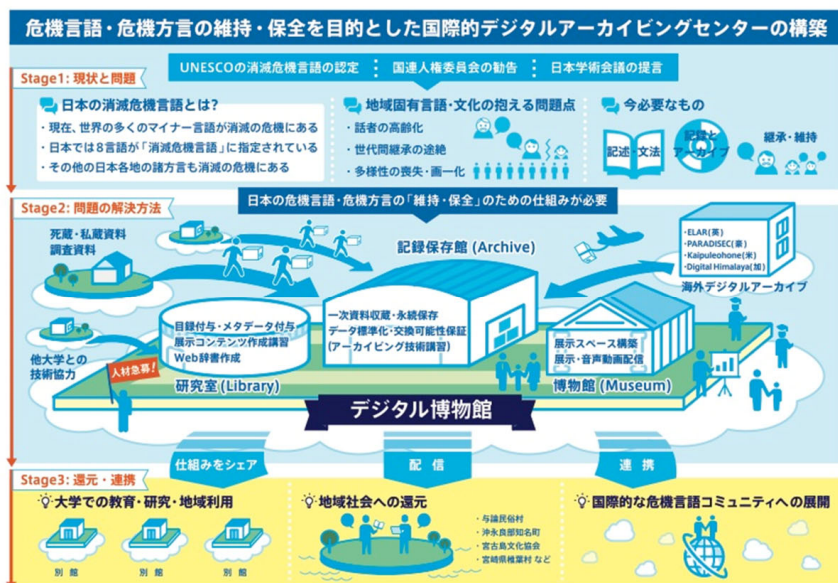 危機言語・危機方言の維持・保全を目的とした国際的デジタルアーカイビングセンターの構築
UNESCOの消滅危機言語の認定
国連人権委員会の勧告
日本学術会議の提言
Stage1: 現状と問題
日本の消滅危機言語とは?
・現在、世界の多くのマイナー言語が消滅の危機にある
・日本では8言語が「消滅危機言語」に指定されている
・その他の日本各地の諸方言も消滅の危機にある
地域固有言語・文化の抱える問題点
・話者の高齢化
・世代間継承の途絶
・多様性の喪失・画一化
今必要なもの
記述・文法
記録と
アーカイブ
継承・維持
Stage2: 問題の解決方法
日本の危機言語・危機方言の「維持・保全」のための仕組みが必要
死蔵・私蔵資料
調査資料
他大学との
技術協力
人材急募!
目録付与・メタデータ付与
展示コンテンツ作成講習
Web辞書作成
研究室 (Library)
記録保存館 (Archive)
一次資料収蔵・永続保存
データ標準化・交換可能性保証
(アーカイビング技術講習)
・ELAR(英)
・PARADISEC(豪)
・Kaipuleohone(米)
・Digital Himalaya(加)
海外デジタルアーカイブ
展示スペース構築
展示・音声動画配信
博物館 (Museum)
デジタル博物館
仕組みをシェア
配信
連携
Stage3: 還元・連携
大学での教育・研究・地域利用
別館
別館
別館
地域社会への還元
・与論民俗村
・沖永良部知名町
・宮古島文化協会
・宮崎県椎葉村 など
国際的な危機言語コミュニティへの展開